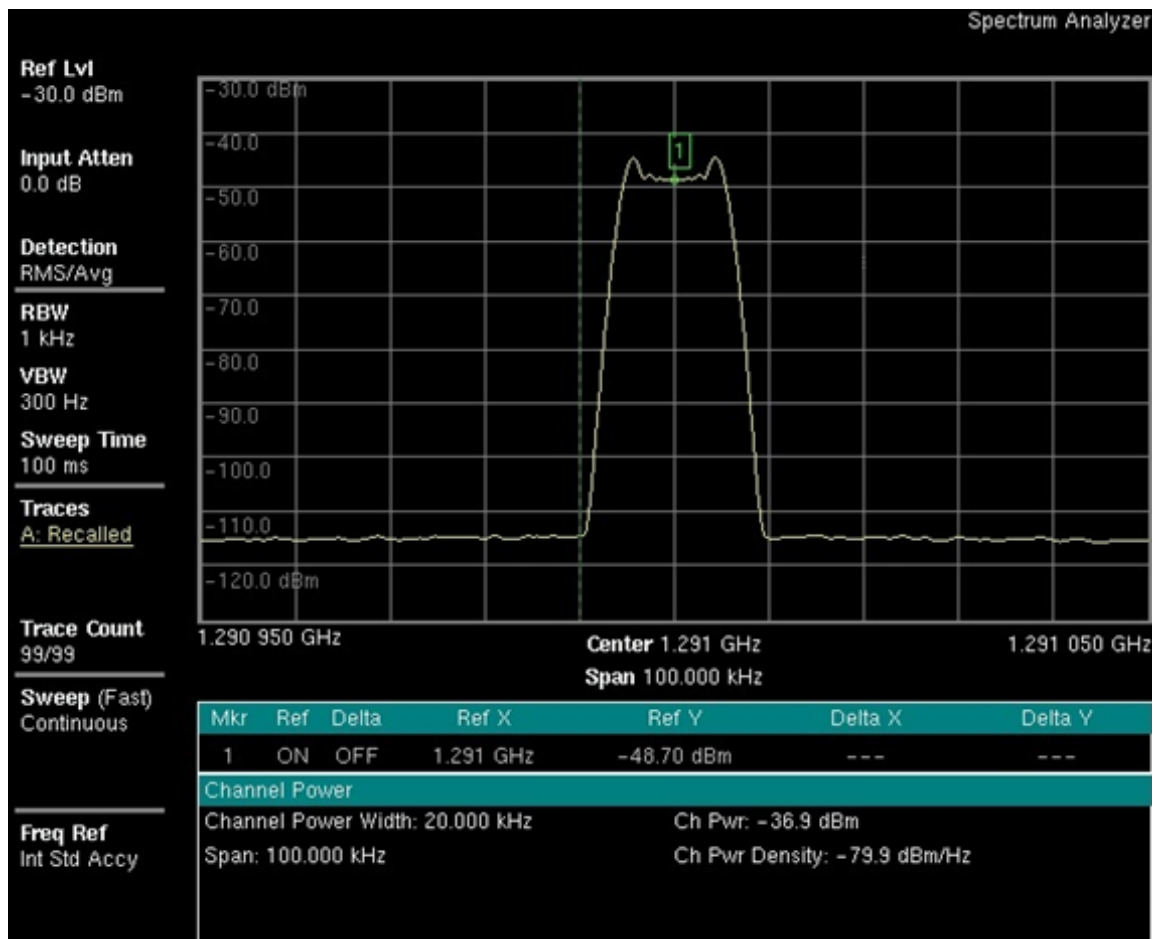 Spectrum Analyzer
Ref Lvl
-30.0 dBm
Input Atten
0.0 dB
Detection
RMS/Avg
RBW
1 kHz
VBW
300 Hz
Sweep Time
100 ms
Traces
A: Recalled
Trace Count
99/99
Sweep (Fast)
Continuous
Freq Ref
Int Std Accy
-30.0 dBm
-40.0
1
-50.0
-60.0
-70.0
-80.0
-90.0
-100.0
-110.0
-120.0 dBm
1.290 950 GHz Center 1.291 GHz 1.291 050 GHz
Span 100.000 kHz
Mkr Ref Delta Ref X Ref Y Delta X Delta Y
1 ON OFF 1.291 GHz -48.70 dBm --- ---
Channel Power
Channel Power Width: 20.000 kHz Ch Pwr: -36.9 dBm
Span: 100.000 kHz Ch Pwr Density: -79.9 dBm/Hz